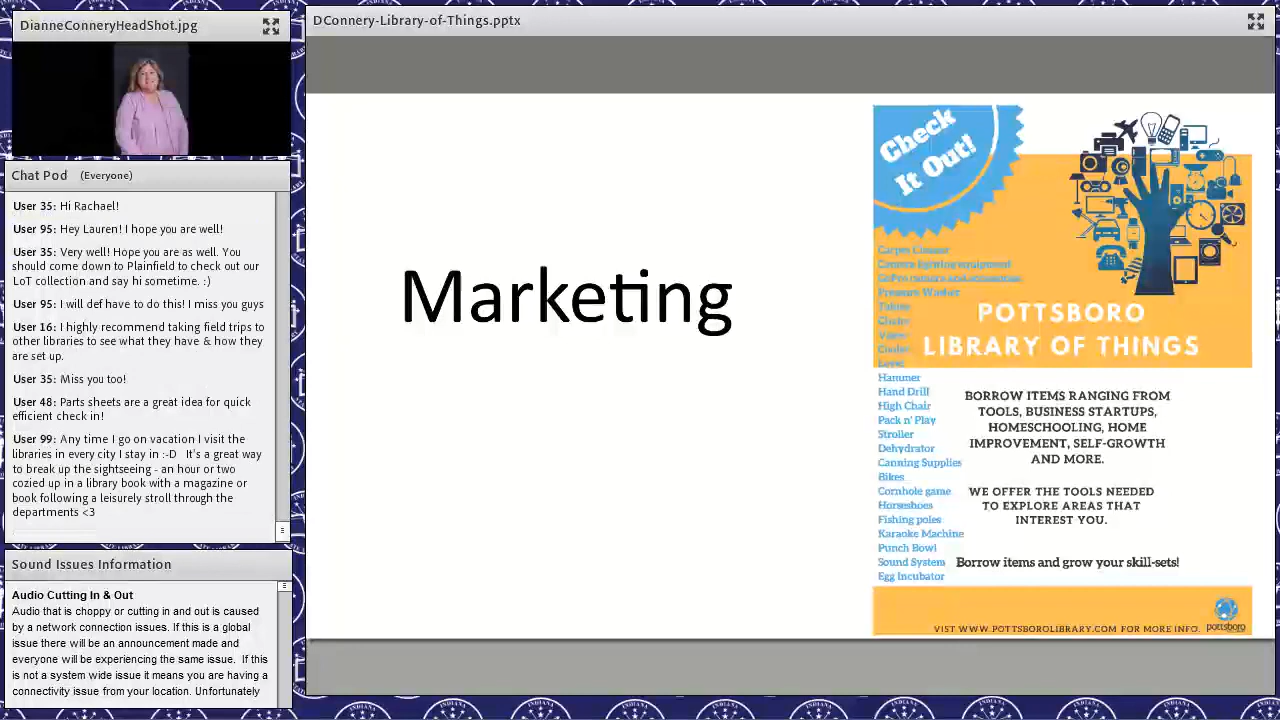 DianneConneryHeadShot.jpg
Chat Pod (Everyone)
User 35: Hi Rachael!
User 95: Hey Lauren! I hope you are well!
User 35: Very well! Hope you are as well. You
should come down to Plainfield to check out our
LoT collection and say hi sometime. :)
User 95: I will def have to do this! miss you guys
User 16: I highly recommend taking field trips to
other libraries to see what they have & how they
are set up.
User 35: Miss you too!
User 48: Parts sheets are a great idea for quick
efficient check in!
User 99: Any time I go on vacation I visit the
libraries in every city I stay in :-D It's a great way
to break up the sightseeing - an hour or two
cozied up in a library book with a magazine or
book following a leisurely stroll through the
departments <3
Sound Issues Information
Audio Cutting In & Out
Audio that is choppy or cutting in and out is caused
by a network connection issues. If this is a global
issue there will be an announcement made and
everyone will be experiencing the same issue. If this
is not a system wide issue it means you are having a
connectivity issue from your location. Unfortunately
DConnery-Library-of-Things.pptx
Marketing
Check
It Out!
Carpet Cleaner
Camera lighting equipment
GoPro camera and accessories
Pressure Washer
Tables
Chairs
Hammer
Hand Drill
High Chair
Pack n' Play
Stroller
Dehydrator
Canning Supplies
Bikes
Cornhole game
Horseshoes
Fishing poles
Karaoke Machine
Punch Bowl
Sound System
Egg Incubator
POTTSBORO
LIBRARY OF THINGS
BORROW ITEMS RANGING FROM
TOOLS, BUSINESS STARTUPS,
HOMESCHOOLING, HOME
IMPROVEMENT, SELF-GROWTH
AND MORE.
WE OFFER THE TOOLS NEEDED
TO EXPLORE AREAS THAT
INTEREST YOU.
Borrow items and grow your skill-sets!
VISIT WWW.POTTSBOROLIBRARY.COM FOR MORE INFO.
pottsboro
INDIANA